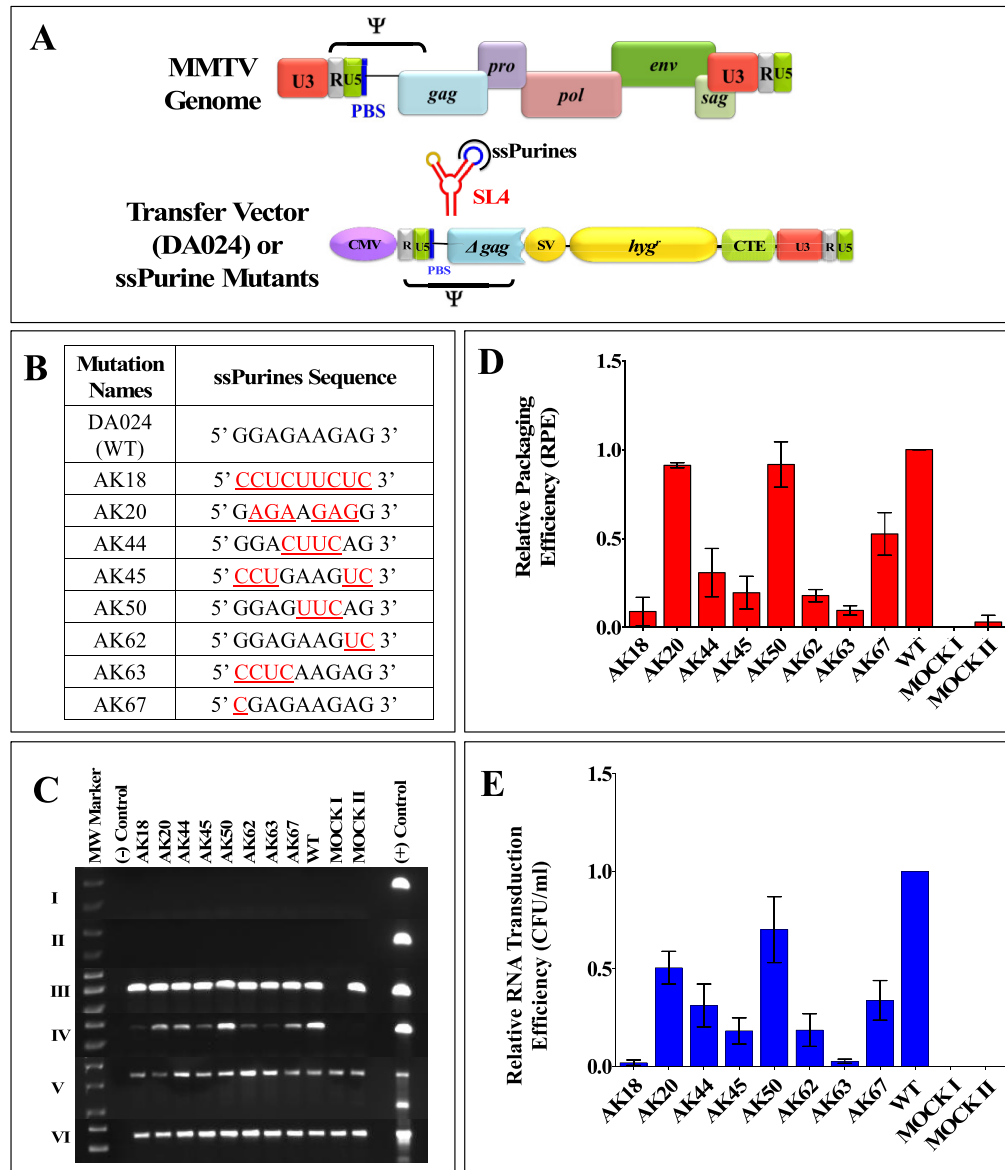 A
Ψ
MMTV
Genome
U3
R
U5
PBS
gag
pro
pol
env
sag
U3
R
U5
ssPurines
SL4
Transfer Vector
(DA024) or
ssPurine Mutants
CMV
R
U5
PBS
Δ gag
SV
hygʳ
CTE
U3
R
U5
Ψ
B
Mutation Names ssPurines Sequence
DA024 (WT) 5' GGAGAAGAG 3'
AK18 5' CCUCUUCUC 3'
AK20 5' GAGAAGAGG 3'
AK44 5' GGACUUCAG 3'
AK45 5' CCUGAAGUC 3'
AK50 5' GGAGUUCAG 3'
AK62 5' GGAGAAGUC 3'
AK63 5' CCUCAAGAG 3'
AK67 5' CGAGAAGAG 3'
C
MW Marker
(-) Control
AK18
AK20
AK44
AK45
AK50
AK62
AK63
AK67
WT
MOCK I
MOCK II
(+) Control
I
II
III
IV
V
VI
D
Relative Packaging
Efficiency (RPE)
1.5
1.0
0.5
0.0
AK18
AK20
AK44
AK45
AK50
AK62
AK63
AK67
WT
MOCK I
MOCK II
E
Relative RNA Transduction
Efficiency (CFU/ml)
1.5
1.0
0.5
0.0
AK18
AK20
AK44
AK45
AK50
AK62
AK63
AK67
WT
MOCK I
MOCK II